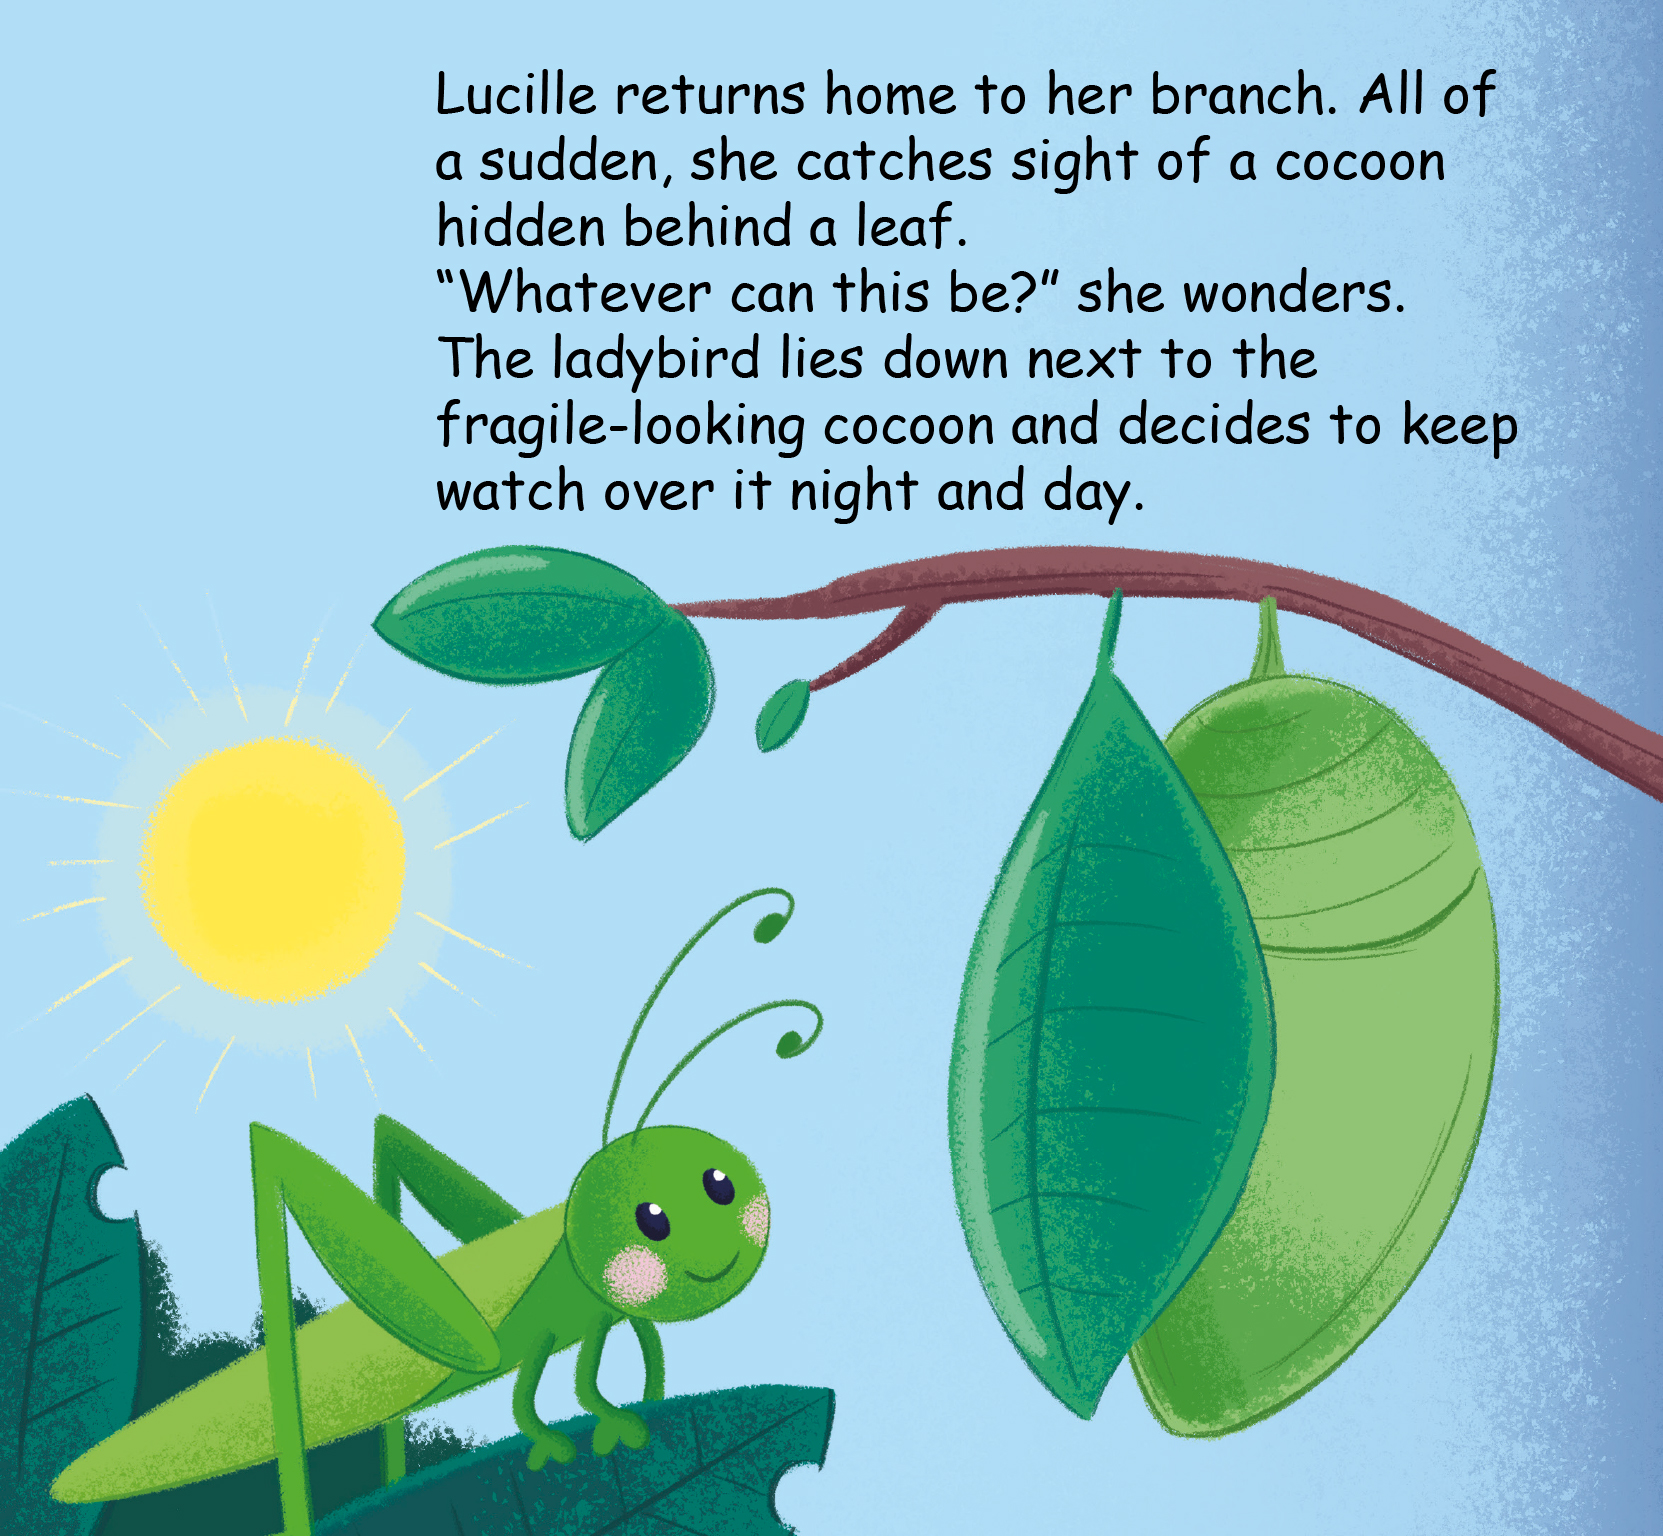 Lucille returns home to her branch. All of
a sudden, she catches sight of a cocoon
hidden behind a leaf.
“Whatever can this be?” she wonders.
The ladybird lies down next to the
fragile-looking cocoon and decides to keep
watch over it night and day.